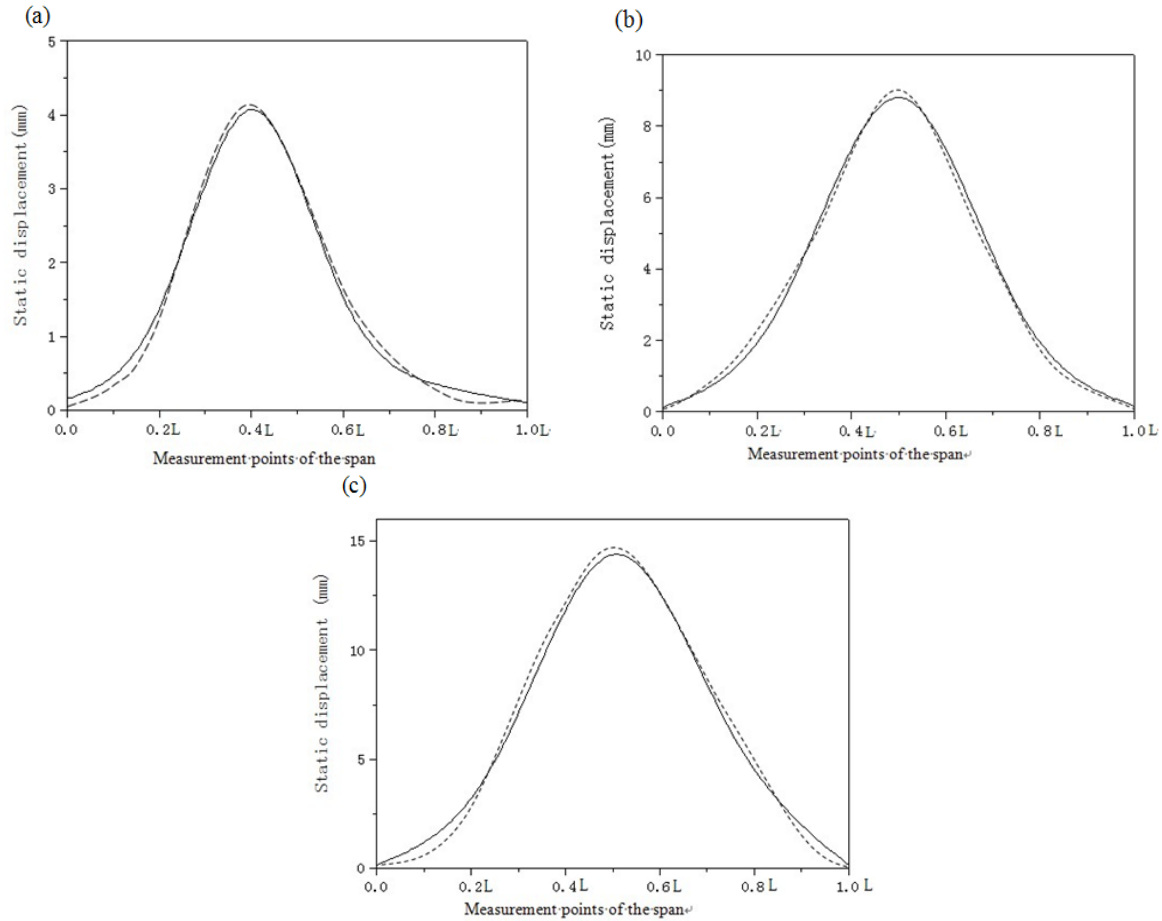 (a)
5
4
3
2
1
0
Static displacement(mm)
0.0 0.2L 0.4L 0.6L 0.8L 1.0L
Measurement·points·of·the·span
(b)
10
8
6
4
2
0
Static displacement(mm)
0.0 0.2L 0.4L 0.6L 0.8L 1.0L
Measurement·points·of·the·span↵
(c)
15
10
5
0
Static displacement (mm)
0.0 0.2L 0.4L 0.6L 0.8L 1.0L
Measurement·points·of·the·span↵